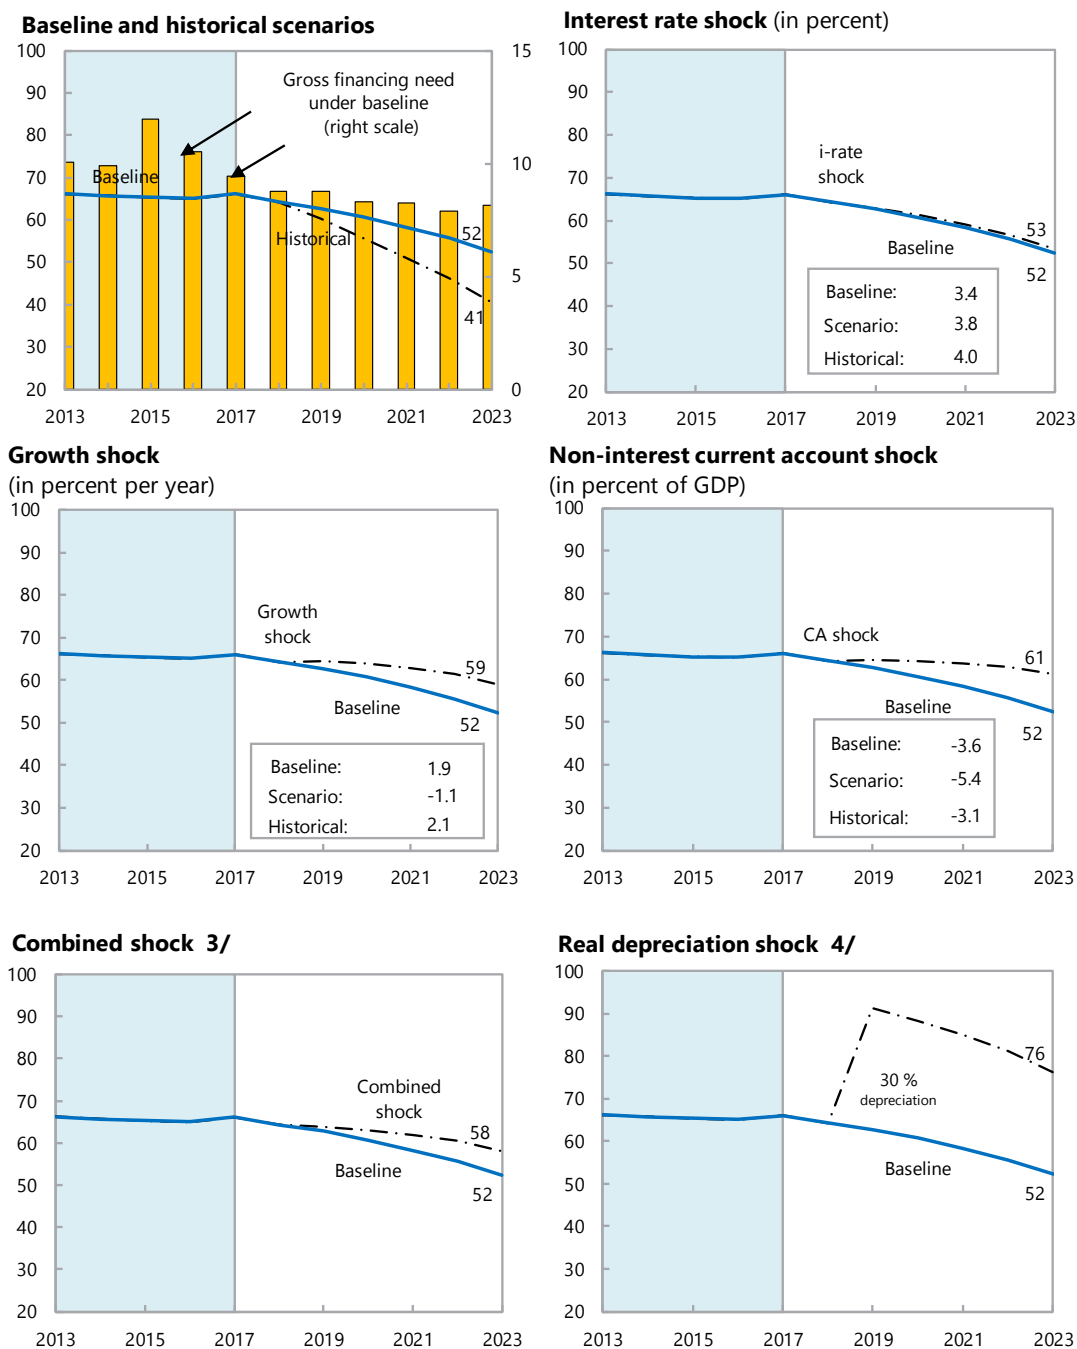 Baseline and historical scenarios
100
90
80
70
60
50
40
30
20
15
10
5
0
Gross financing need
under baseline
(right scale)
Baseline
Historical
52
41
2013 2015 2017 2019 2021 2023
Interest rate shock (in percent)
100
90
80
70
60
50
40
30
20
i-rate
shock
53
Baseline
52
Baseline: 3.4
Scenario: 3.8
Historical: 4.0
2013 2015 2017 2019 2021 2023
Growth shock
(in percent per year)
100
90
80
70
60
50
40
30
20
Growth
shock
59
Baseline
52
Baseline: 1.9
Scenario: -1.1
Historical: 2.1
2013 2015 2017 2019 2021 2023
Non-interest current account shock
(in percent of GDP)
100
90
80
70
60
50
40
30
20
CA shock
61
Baseline
52
Baseline: -3.6
Scenario: -5.4
Historical: -3.1
2013 2015 2017 2019 2021 2023
Combined shock 3/
100
90
80
70
60
50
40
30
20
Combined
shock
58
Baseline
52
2013 2015 2017 2019 2021 2023
Real depreciation shock 4/
100
90
80
70
60
50
40
30
20
76
30 %
depreciation
Baseline
52
2013 2015 2017 2019 2021 2023